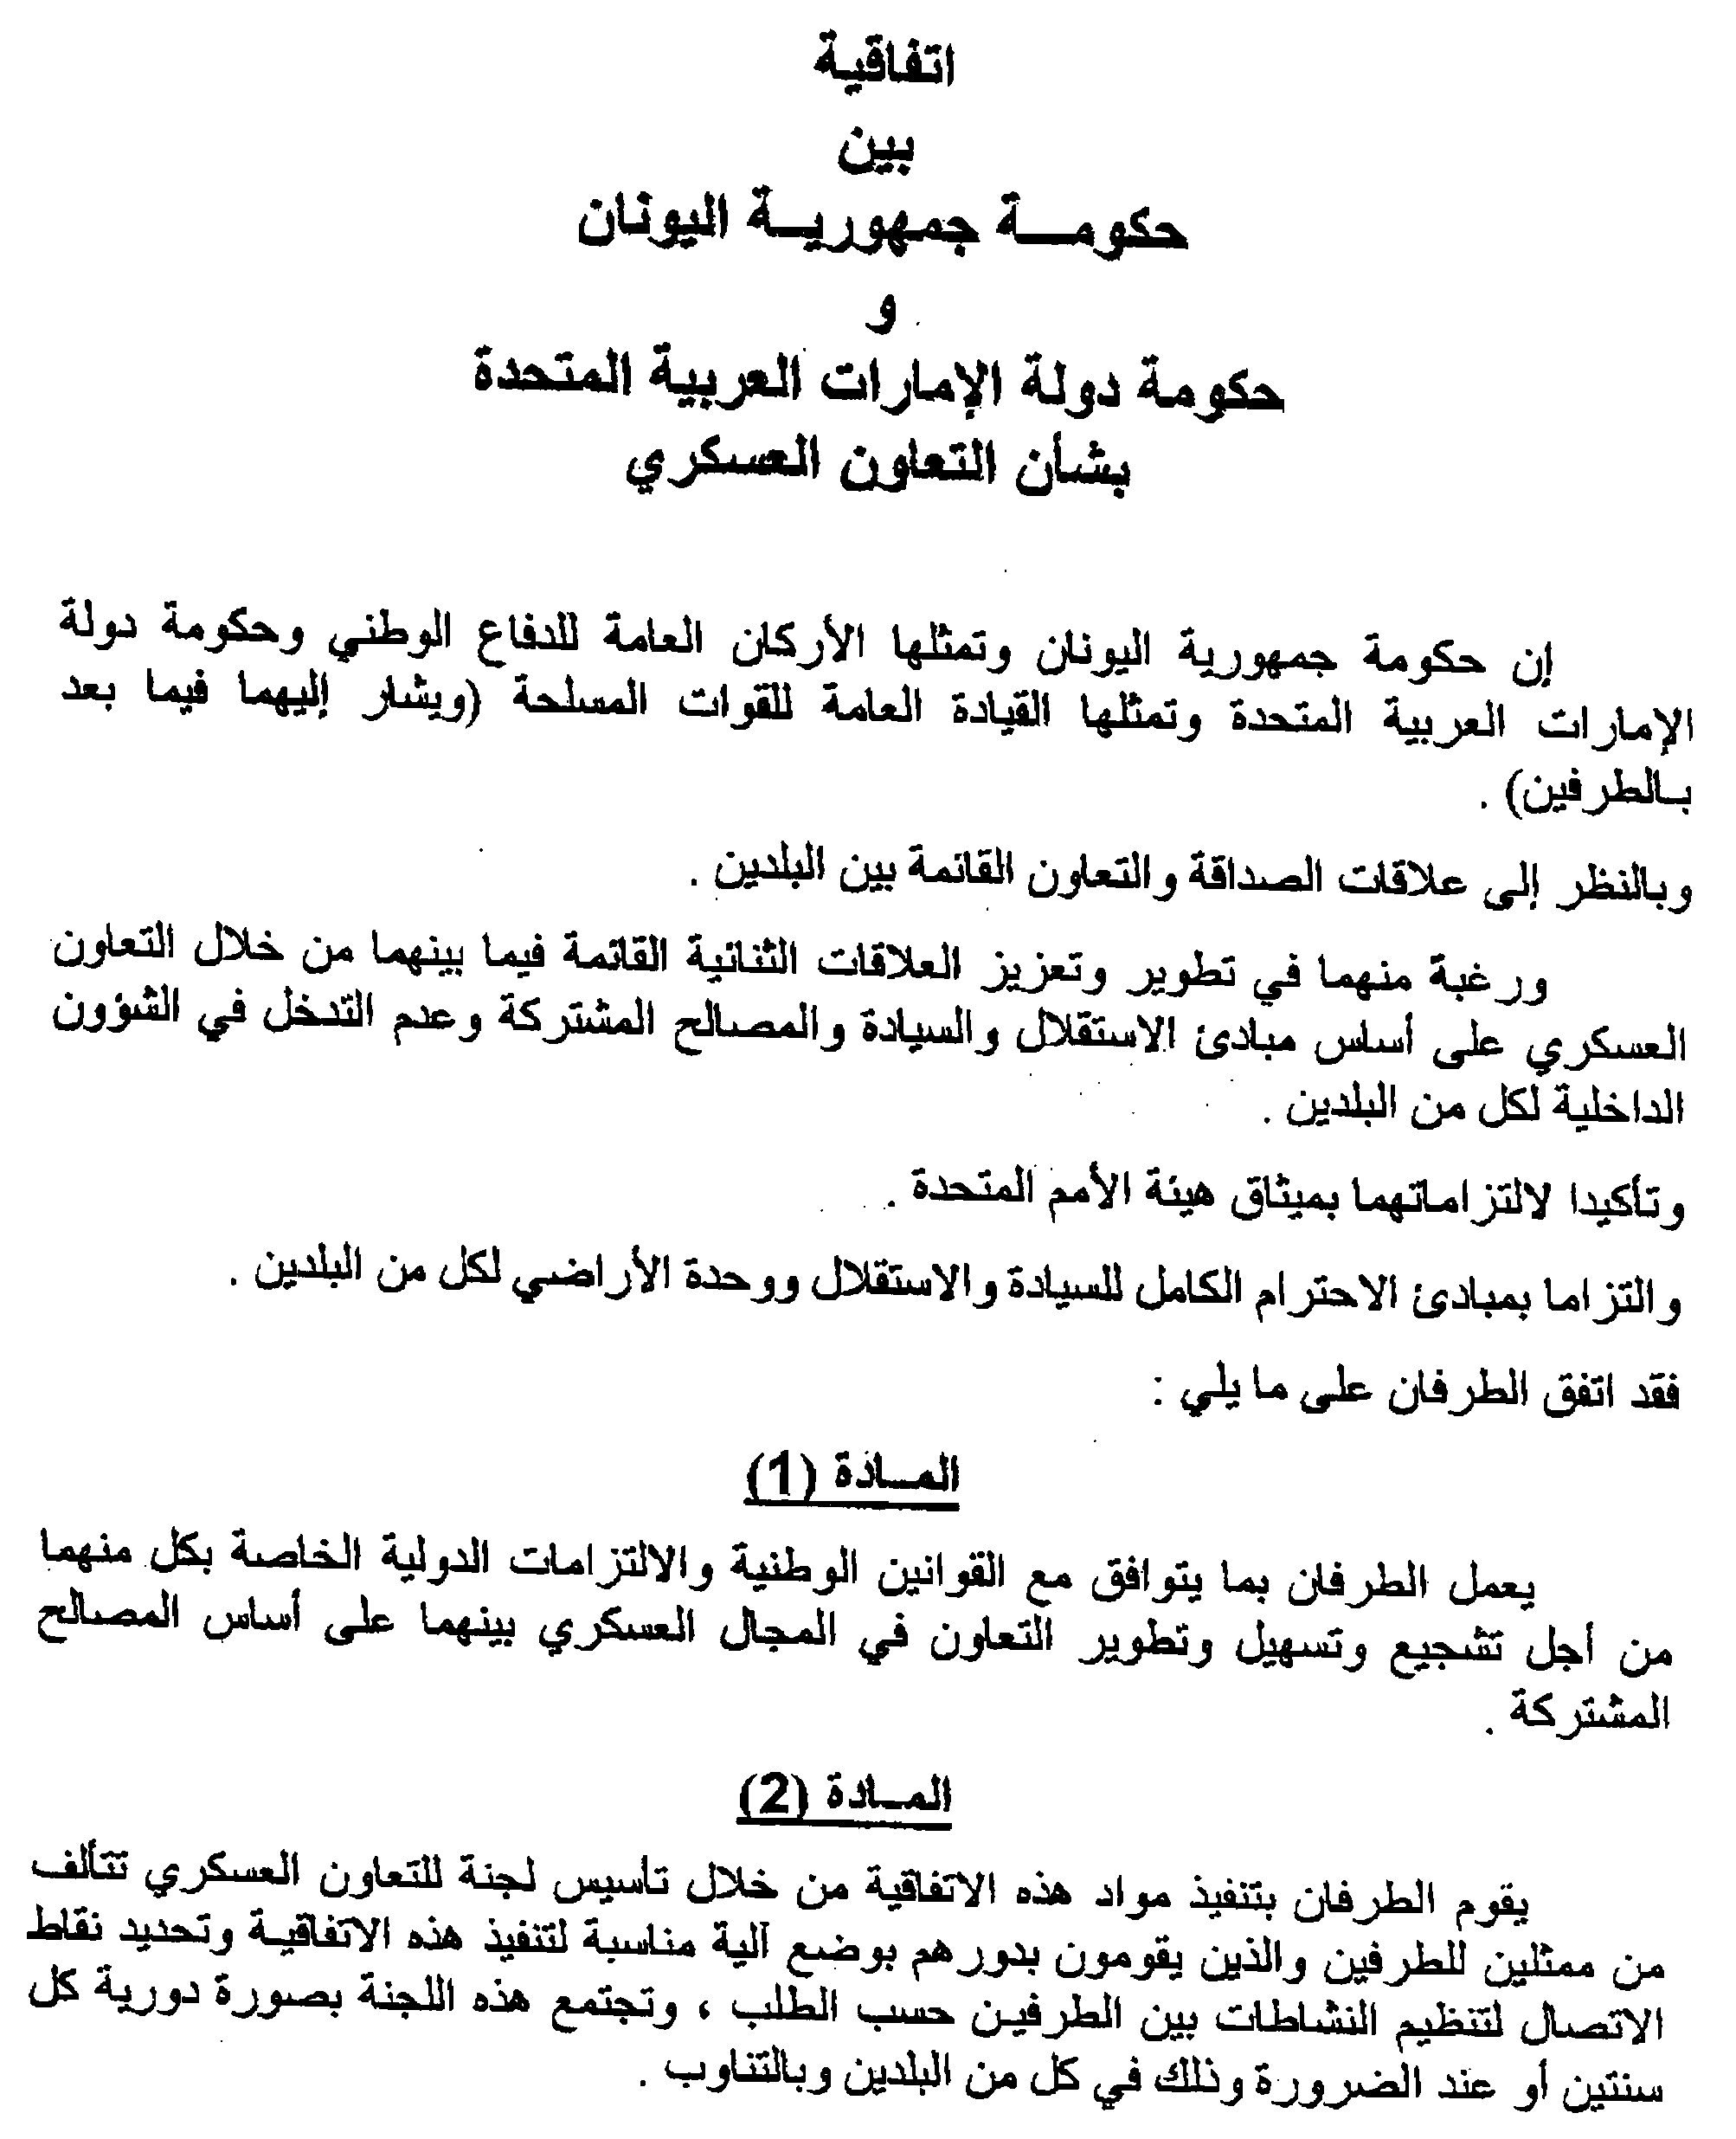 اتفاقية
بين
حكومـــة جمهوريــة اليونان
و
حكومة دولة الإمارات العربية المتحدة
بشأن التعاون العسكري
إن حكومة جمهورية اليونان وتمثلها الأركان العامة للدفاع الوطني وحكومة دولة
الإمارات العربية المتحدة وتمثلها القيادة العامة للقوات المسلحة (ويشار إليهما فيما بعد
بـالطرفين) .
وبالنظر إلى علاقات الصداقة والتعاون القائمة بين البلدين .
ورغبة منهما في تطوير وتعزيز العلاقات الثنائية القائمة فيما بينهما من خلال التعاون
العسكري على أساس مبادئ الاستقلال والسيادة والمصالح المشتركة وعدم التدخل في الشؤون
الداخلية لكل من البلدين .
وتأكيدا لالتزاماتهما بميثاق هيئة الأمم المتحدة .
والتزاما بمبادئ الاحترام الكامل للسيادة والاستقلال ووحدة الأراضي لكل من البلدين .
فقد اتفق الطرفان على ما يلي :
المــادة (1)
يعمل الطرفان بما يتوافق مع القوانين الوطنية والالتزامات الدولية الخاصة بكل منهما
من أجل تشجيع وتسهيل وتطوير التعاون في المجال العسكري بينهما على أساس المصالح
المشتركة .
المــادة (2)
يقوم الطرفان بتنفيذ مواد هذه الاتفاقية من خلال تأسيس لجنة للتعاون العسكري تتألف
من ممثلين للطرفين والذين يقومون بدورهم بوضع آلية مناسبة لتنفيذ هذه الاتفاقيـة وتحديد نقاط
الاتصال لتنظيم النشاطات بين الطرفيـن حسب الطلب ، وتجتمع هذه اللجنة بصورة دورية كل
سنتين أو عند الضرورة وذلك في كل من البلدين وبالتناوب .